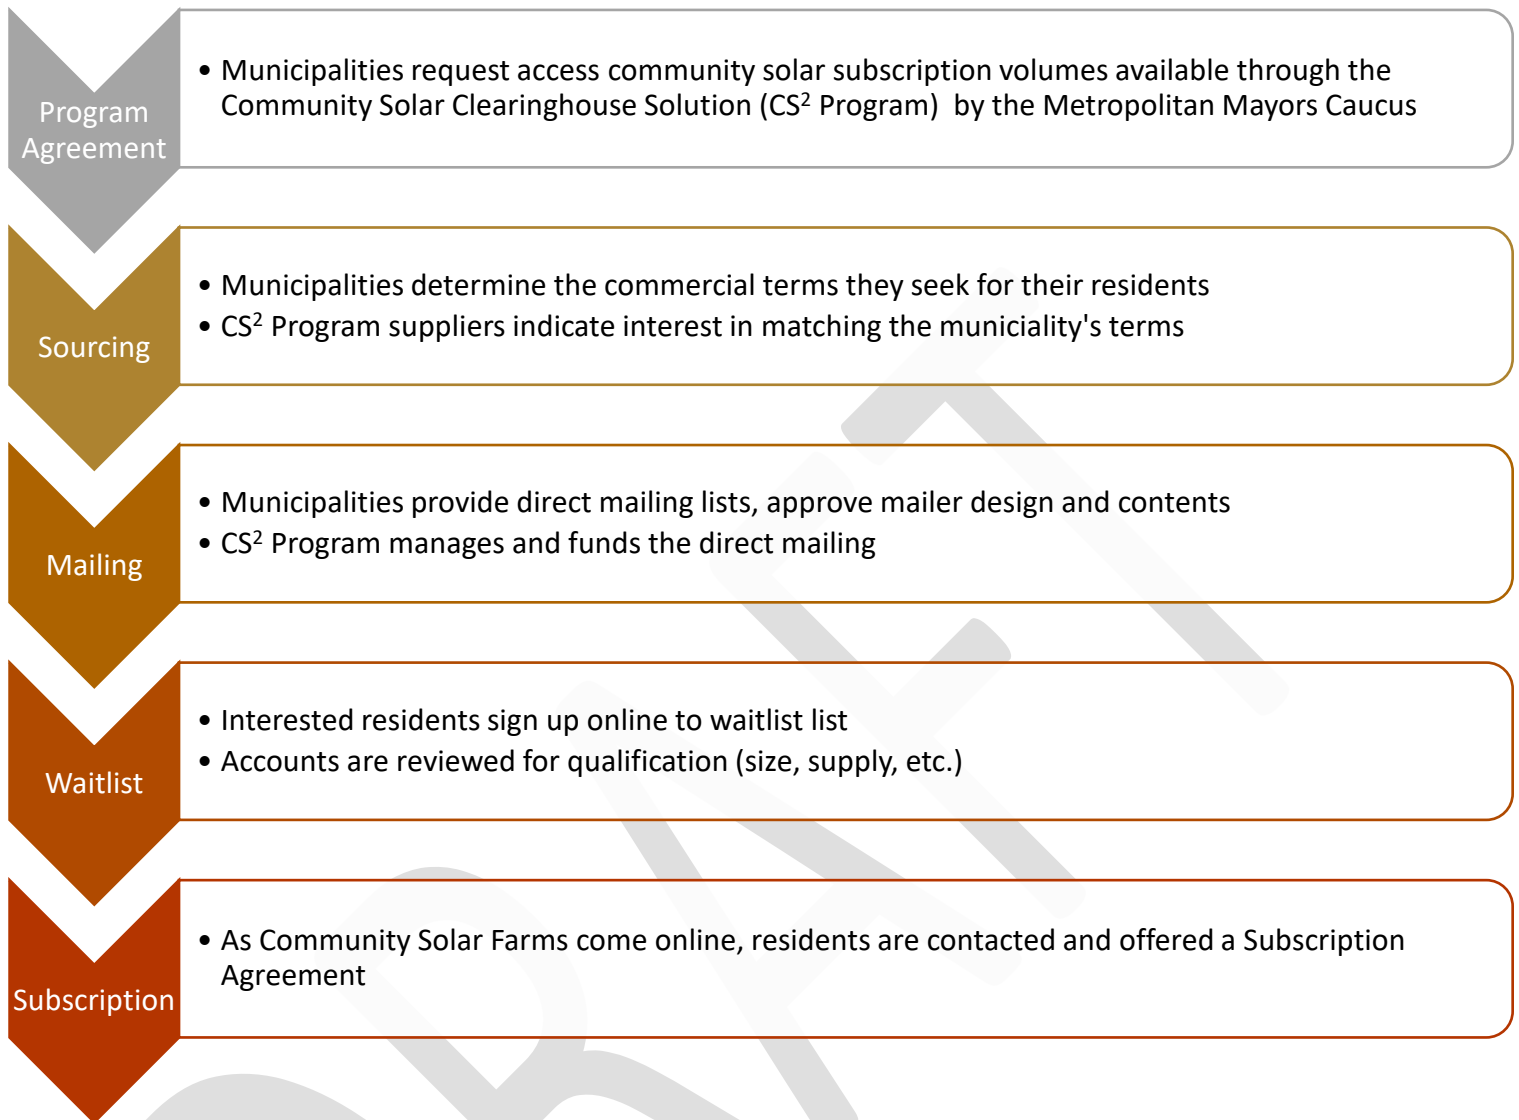 Program
Agreement
• Municipalities request access community solar subscription volumes available through the
Community Solar Clearinghouse Solution (CS² Program)  by the Metropolitan Mayors Caucus
Sourcing
• Municipalities determine the commercial terms they seek for their residents
• CS² Program suppliers indicate interest in matching the municiality's terms
Mailing
• Municipalities provide direct mailing lists, approve mailer design and contents
• CS² Program manages and funds the direct mailing
Waitlist
• Interested residents sign up online to waitlist list
• Accounts are reviewed for qualification (size, supply, etc.)
Subscription
• As Community Solar Farms come online, residents are contacted and offered a Subscription
Agreement
DRAFT